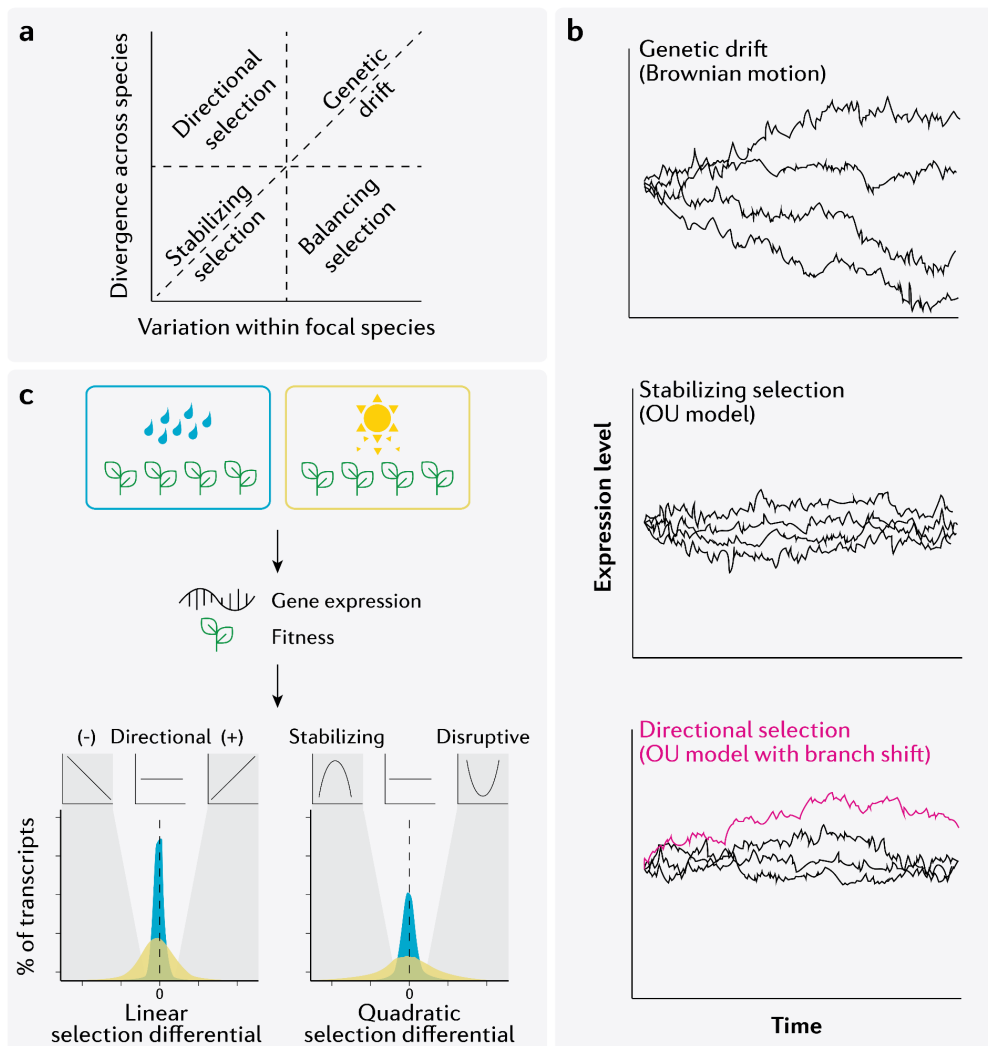 a
Divergence across species
Directional
selection
Genetic
drift
Stabilizing
selection
Balancing
selection
Variation within focal species
b
Genetic drift
(Brownian motion)
Stabilizing selection
(OU model)
Directional selection
(OU model with branch shift)
Expression level
Time
c
Gene expression
Fitness
(-) Directional (+)
Stabilizing
Disruptive
% of transcripts
0
0
Linear
selection differential
Quadratic
selection differential